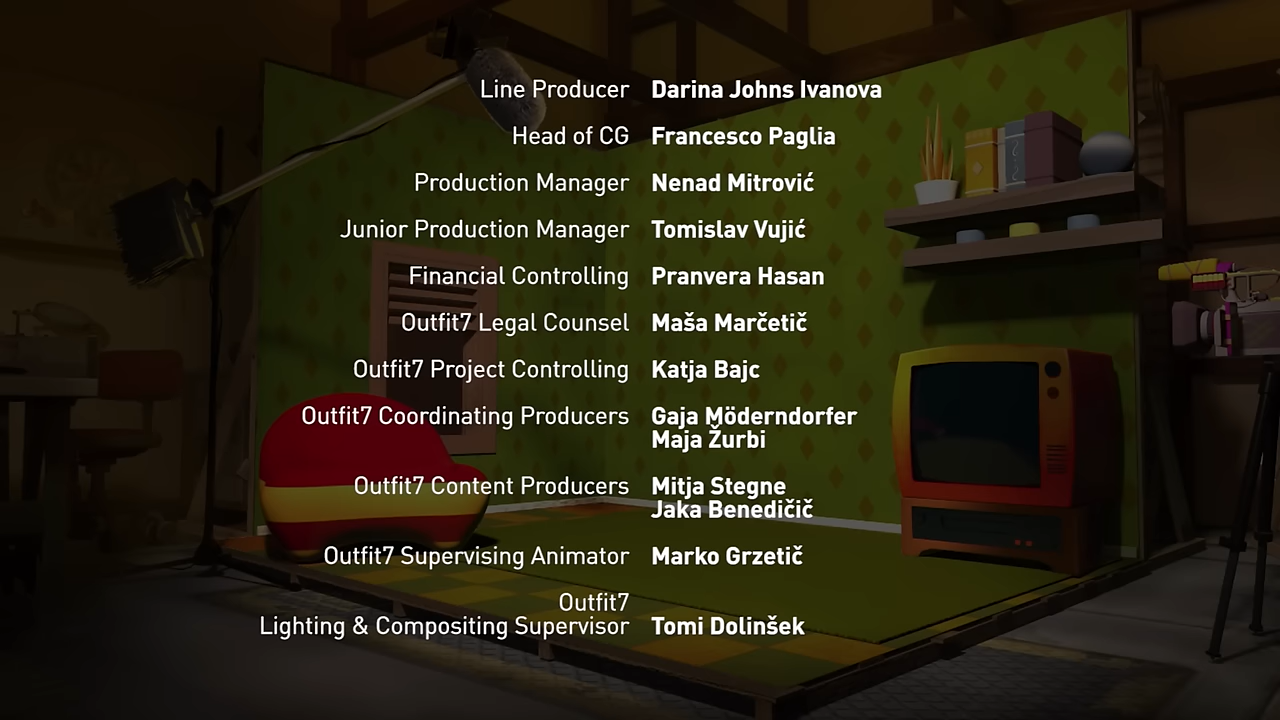 Line Producer Darina Johns Ivanova
Head of CG Francesco Paglia
Production Manager Nenad Mitrović
Junior Production Manager Tomislav Vujić
Financial Controlling Pranvera Hasan
Outfit7 Legal Counsel Maša Marčetič
Outfit7 Project Controlling Katja Bajc
Outfit7 Coordinating Producers Gaja Möderndorfer
Maja Žurbi
Outfit7 Content Producers Mitja Stegne
Jaka Benedičič
Outfit7 Supervising Animator Marko Grzetič
Outfit7
Lighting & Compositing Supervisor Tomi Dolinšek